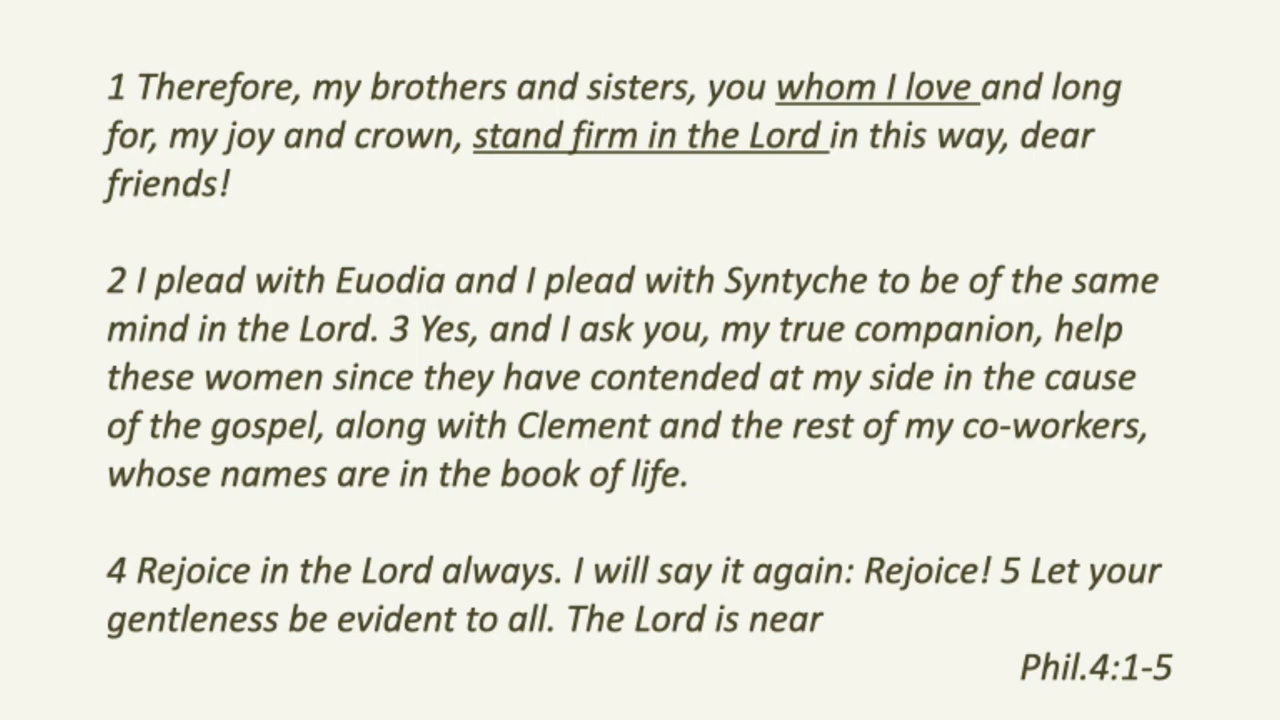 1 Therefore, my brothers and sisters, you whom I love and long
for, my joy and crown, stand firm in the Lord in this way, dear
friends!
2 I plead with Euodia and I plead with Syntyche to be of the same
mind in the Lord. 3 Yes, and I ask you, my true companion, help
these women since they have contended at my side in the cause
of the gospel, along with Clement and the rest of my co-workers,
whose names are in the book of life.
4 Rejoice in the Lord always. I will say it again: Rejoice! 5 Let your
gentleness be evident to all. The Lord is near
Phil.4:1-5